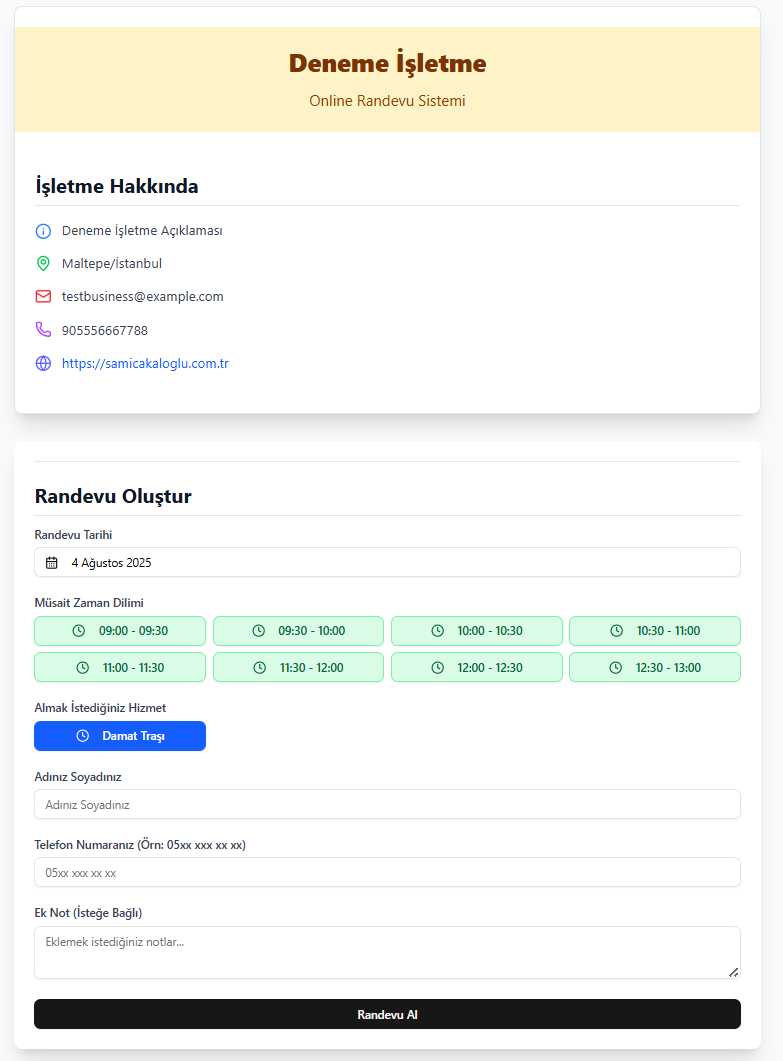 Deneme İşletme
Online Randevu Sistemi
İşletme Hakkında
Deneme İşletme Açıklaması
Maltepe/İstanbul
testbusiness@example.com
905556667788
https://samicakaloglu.com.tr
Randevu Oluştur
Randevu Tarihi
4 Ağustos 2025
Müsait Zaman Dilimi
09:00 - 09:30 09:30 - 10:00 10:00 - 10:30 10:30 - 11:00
11:00 - 11:30 11:30 - 12:00 12:00 - 12:30 12:30 - 13:00
Almak İstediğiniz Hizmet
Damat Traşı
Adınız Soyadınız
Adınız Soyadınız
Telefon Numaranız (Örn: 05xx xxx xx xx)
05xx xxx xx xx
Ek Not (İsteğe Bağlı)
Eklemek istediğiniz notlar...
Randevu Al